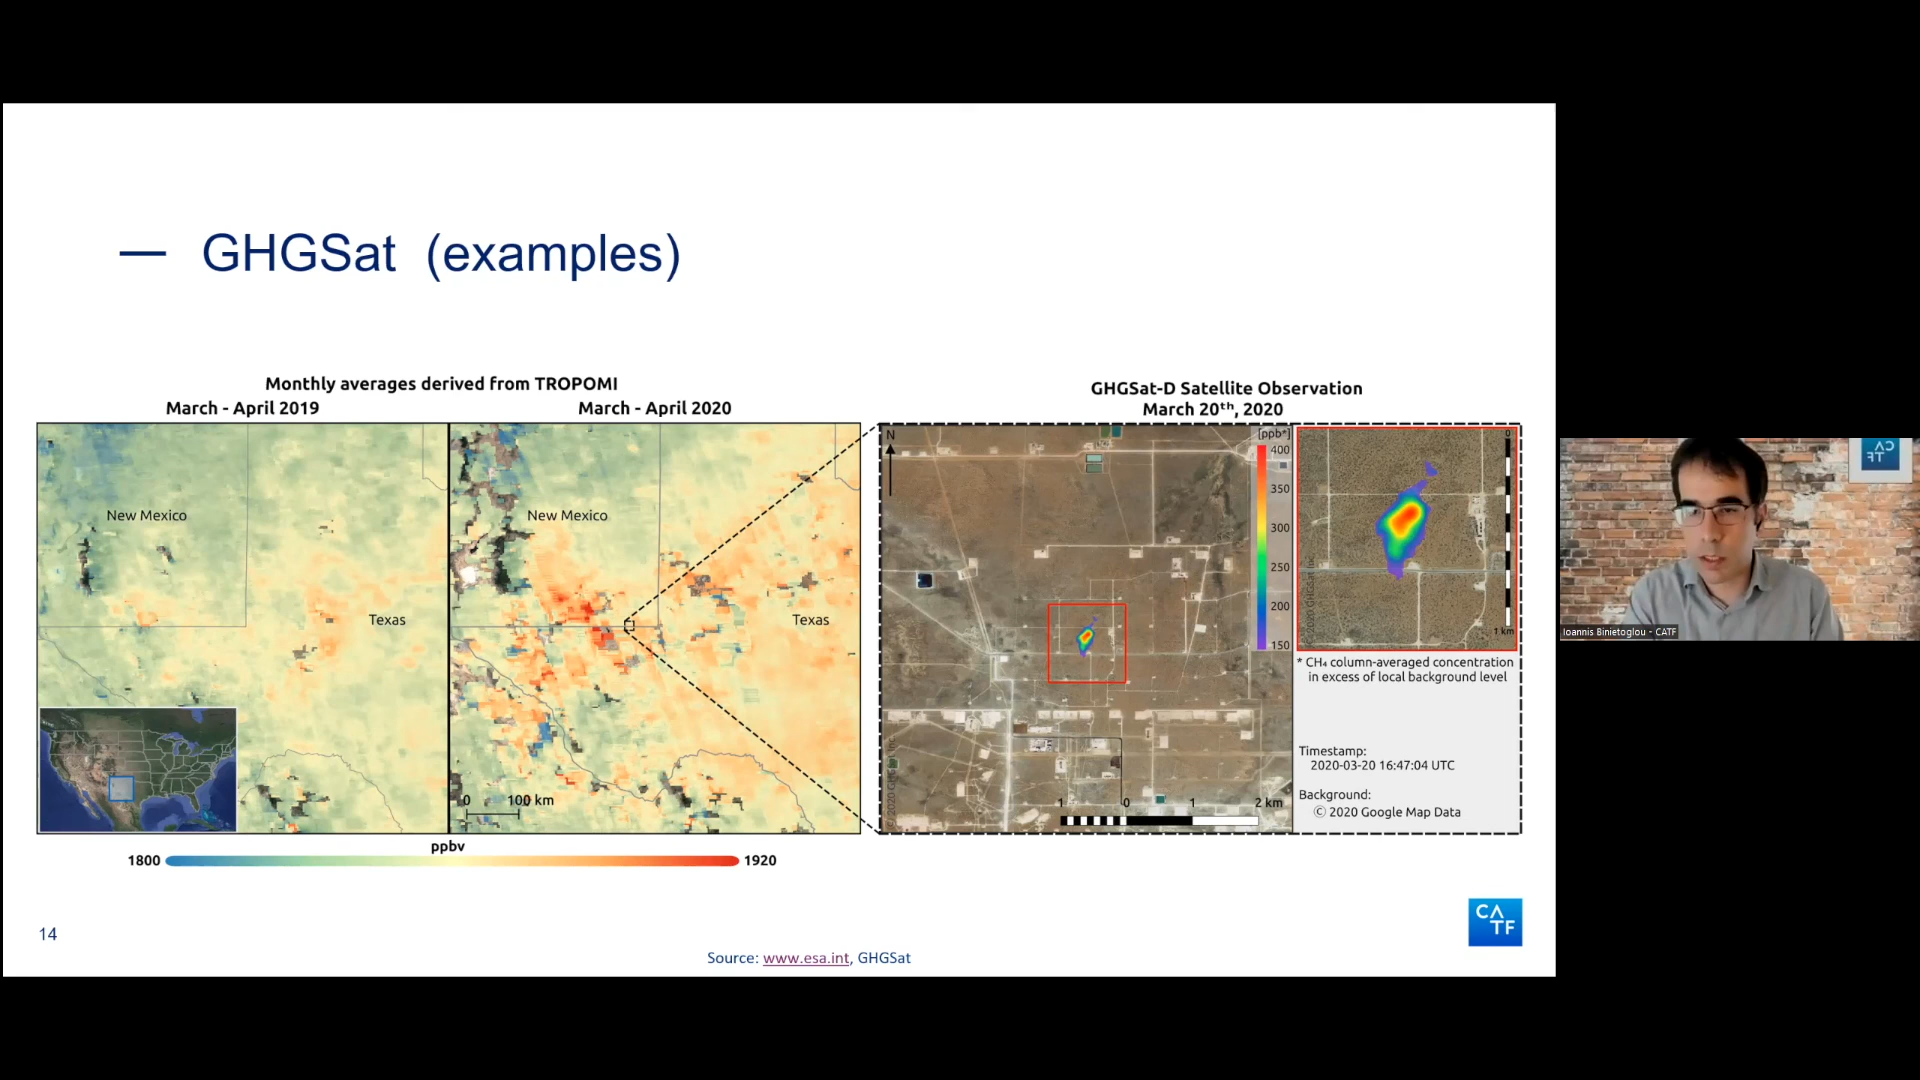 — GHGSat (examples)
Monthly averages derived from TROPOMI
March - April 2019
March - April 2020
New Mexico
Texas
New Mexico
Texas
0 100 km
ppbv
1800
1920
GHGSat-D Satellite Observation
March 20ᵗʰ, 2020
N
[ppb*]
400
350
300
250
200
150
1 0 1 2 km
0
1 km
* CH₄ column-averaged concentration
in excess of local background level
Timestamp:
2020-03-20 16:47:04 UTC
Background:
© 2020 Google Map Data
14
Source: www.esa.int, GHGSat
CATF
Ioannis Binietoglou - CATF